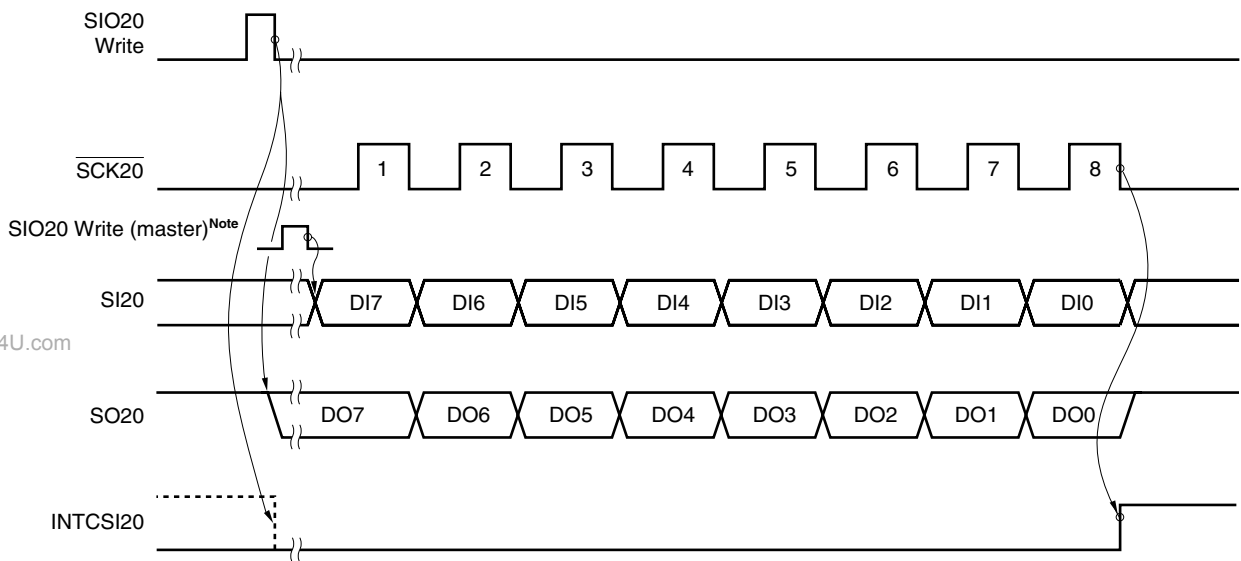 SIO20
Write
SCK20
1 2 3 4 5 6 7 8
SIO20 Write (master)Note
SI20
DI7 DI6 DI5 DI4 DI3 DI2 DI1 DI0
4U.com
SO20
DO7 DO6 DO5 DO4 DO3 DO2 DO1 DO0
INTCSI20